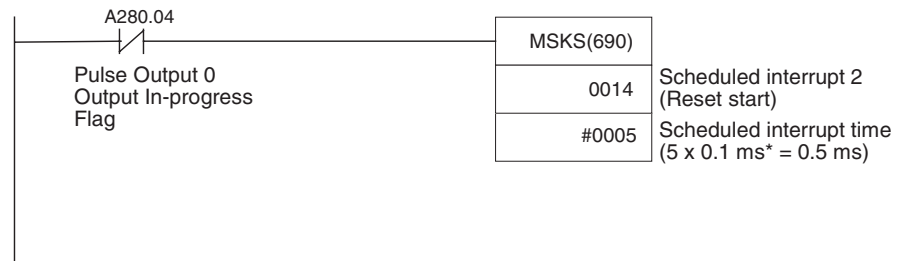 A280.04
MSKS(690)
Pulse Output 0
Output In-progress
Flag
0014
Scheduled interrupt 2
(Reset start)
#0005
Scheduled interrupt time
(5 x 0.1 ms* = 0.5 ms)